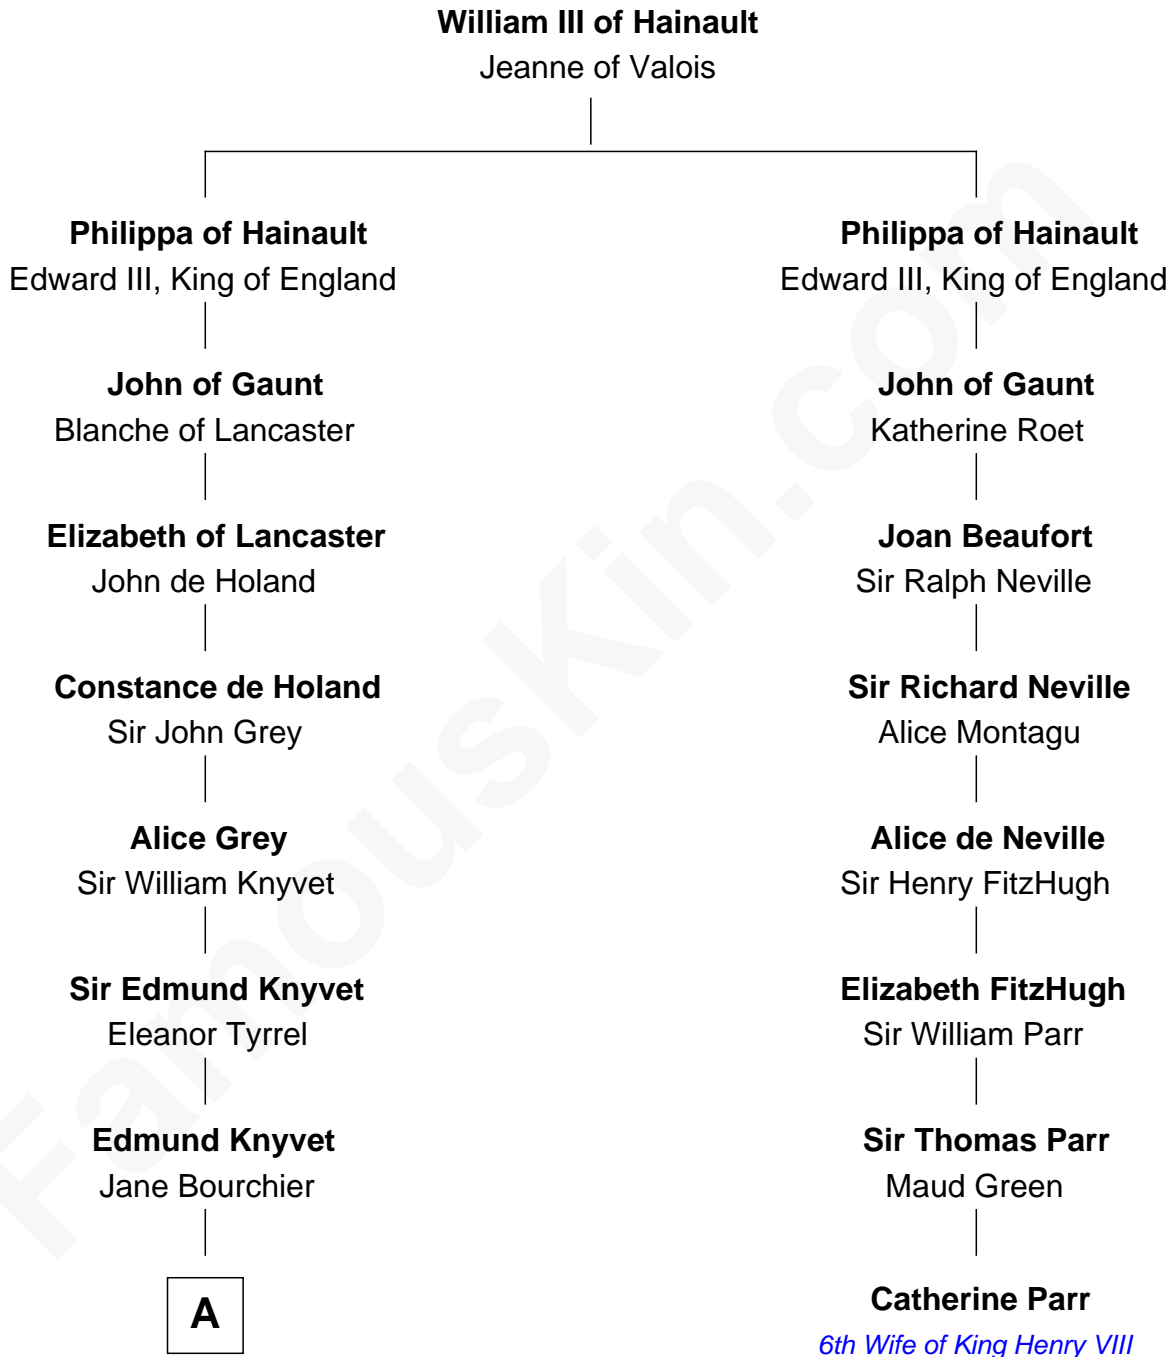 William III of Hainault
Jeanne of Valois
Philippa of Hainault
Edward III, King of England
John of Gaunt
Blanche of Lancaster
Elizabeth of Lancaster
John de Holand
Constance de Holand
Sir John Grey
Alice Grey
Sir William Knyvet
Sir Edmund Knyvet
Eleanor Tyrrel
Edmund Knyvet
Jane Bourchier
A
Philippa of Hainault
Edward III, King of England
John of Gaunt
Katherine Roet
Joan Beaufort
Sir Ralph Neville
Sir Richard Neville
Alice Montagu
Alice de Neville
Sir Henry FitzHugh
Elizabeth FitzHugh
Sir William Parr
Sir Thomas Parr
Maud Green
Catherine Parr
6th Wife of King Henry VIII
FamousKin.com